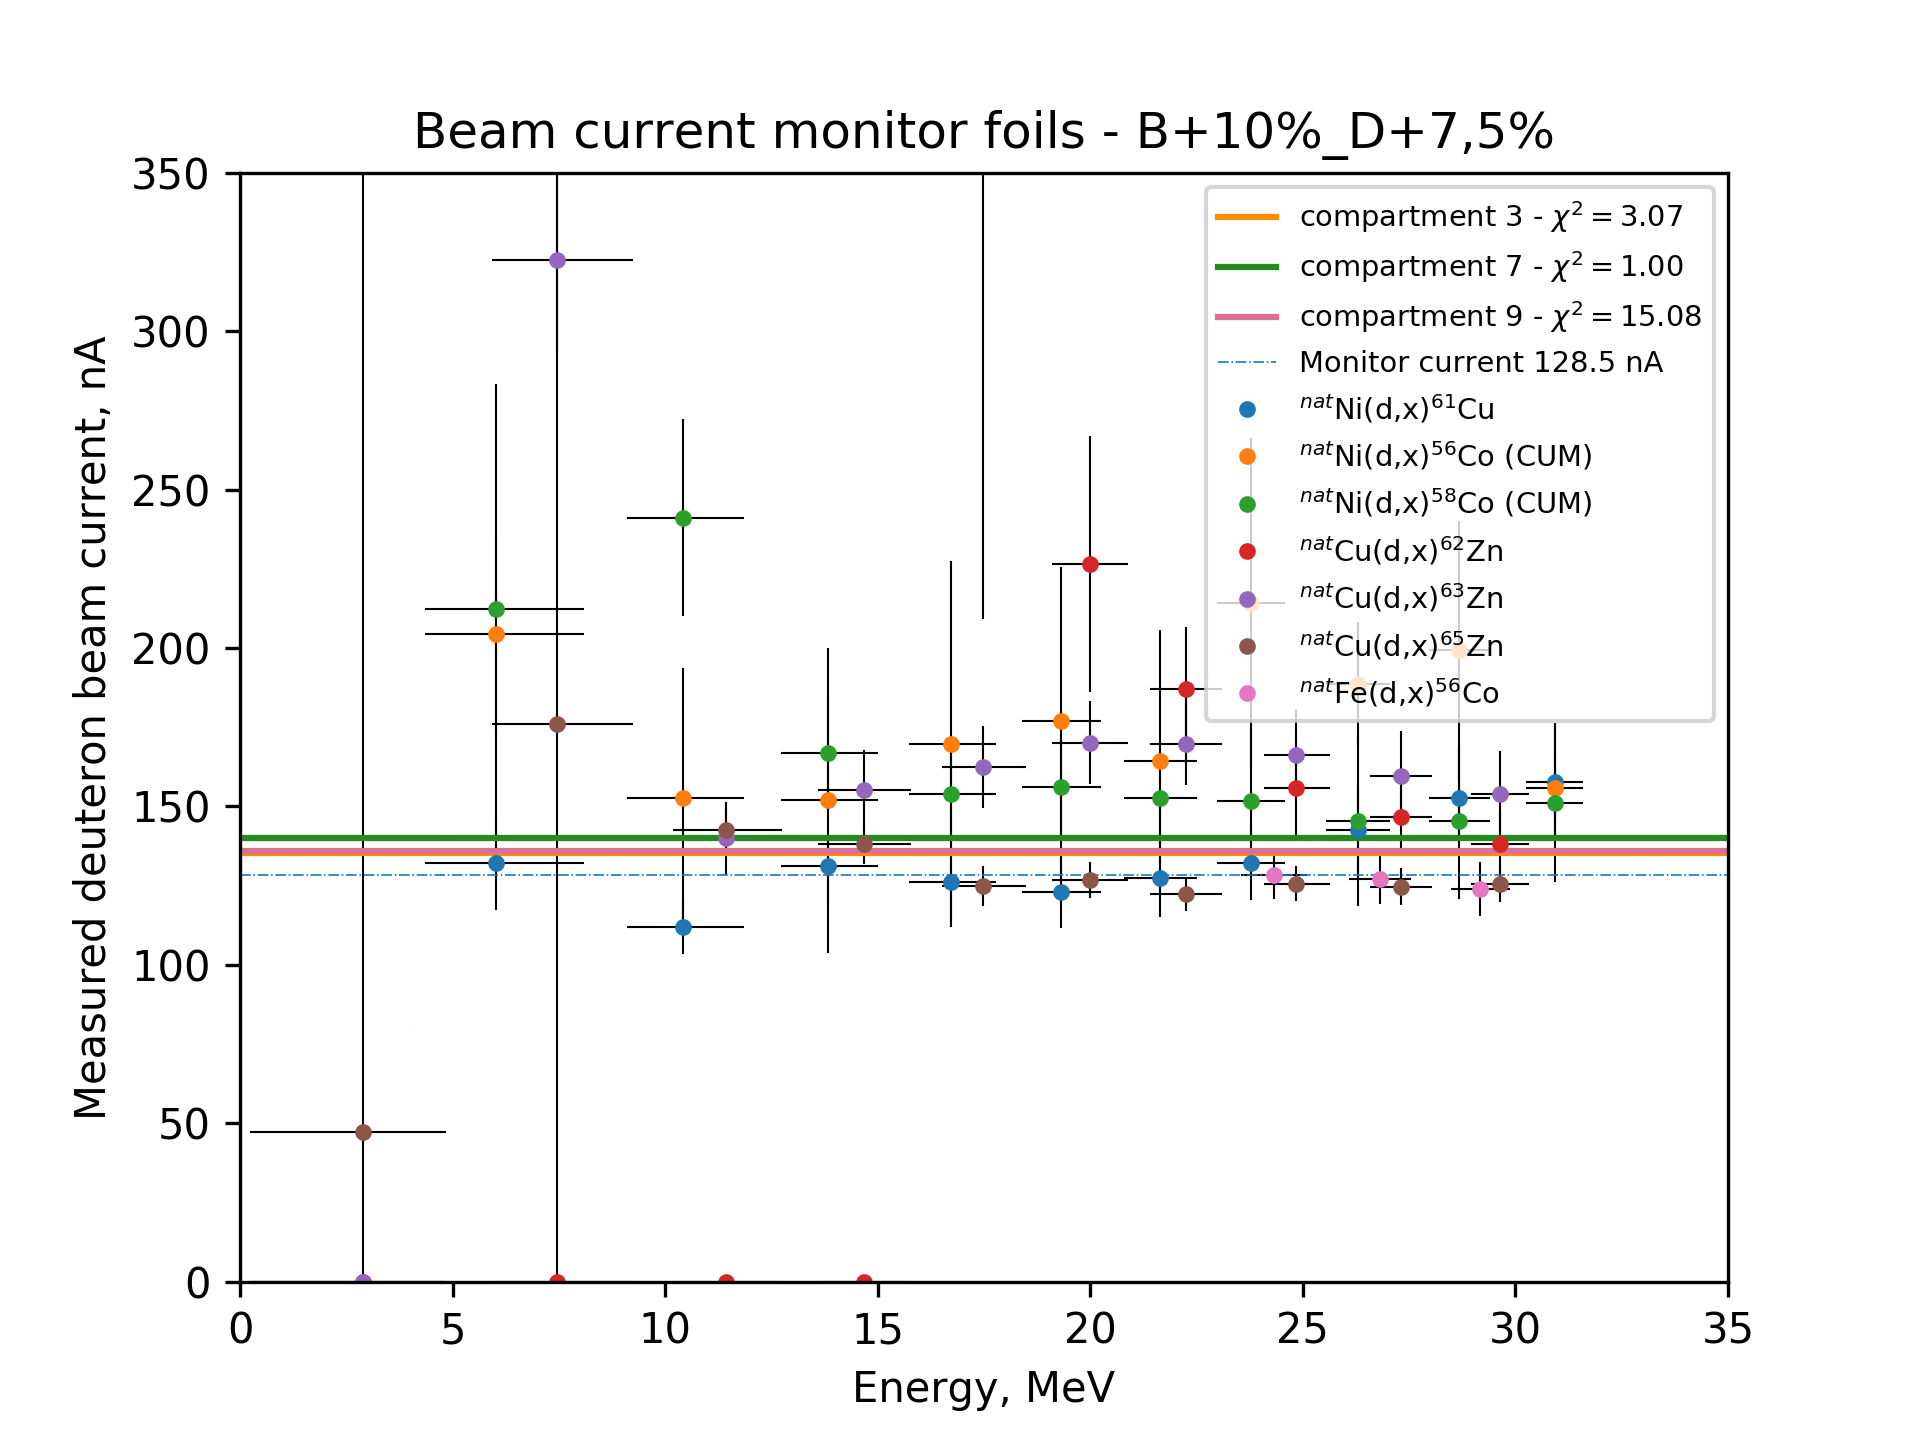 Beam current monitor foils - B+10%_D+7,5%
350
300
250
200
150
100
50
0
Measured deuteron beam current, nA
compartment 3 - χ² = 3.07
compartment 7 - χ² = 1.00
compartment 9 - χ² = 15.08
Monitor current 128.5 nA
ⁿᵃᵗNi(d,x)⁶¹Cu
ⁿᵃᵗNi(d,x)⁵⁶Co (CUM)
ⁿᵃᵗNi(d,x)⁵⁸Co (CUM)
ⁿᵃᵗCu(d,x)⁶²Zn
ⁿᵃᵗCu(d,x)⁶³Zn
ⁿᵃᵗCu(d,x)⁶⁵Zn
ⁿᵃᵗFe(d,x)⁵⁶Co
0 5 10 15 20 25 30 35
Energy, MeV